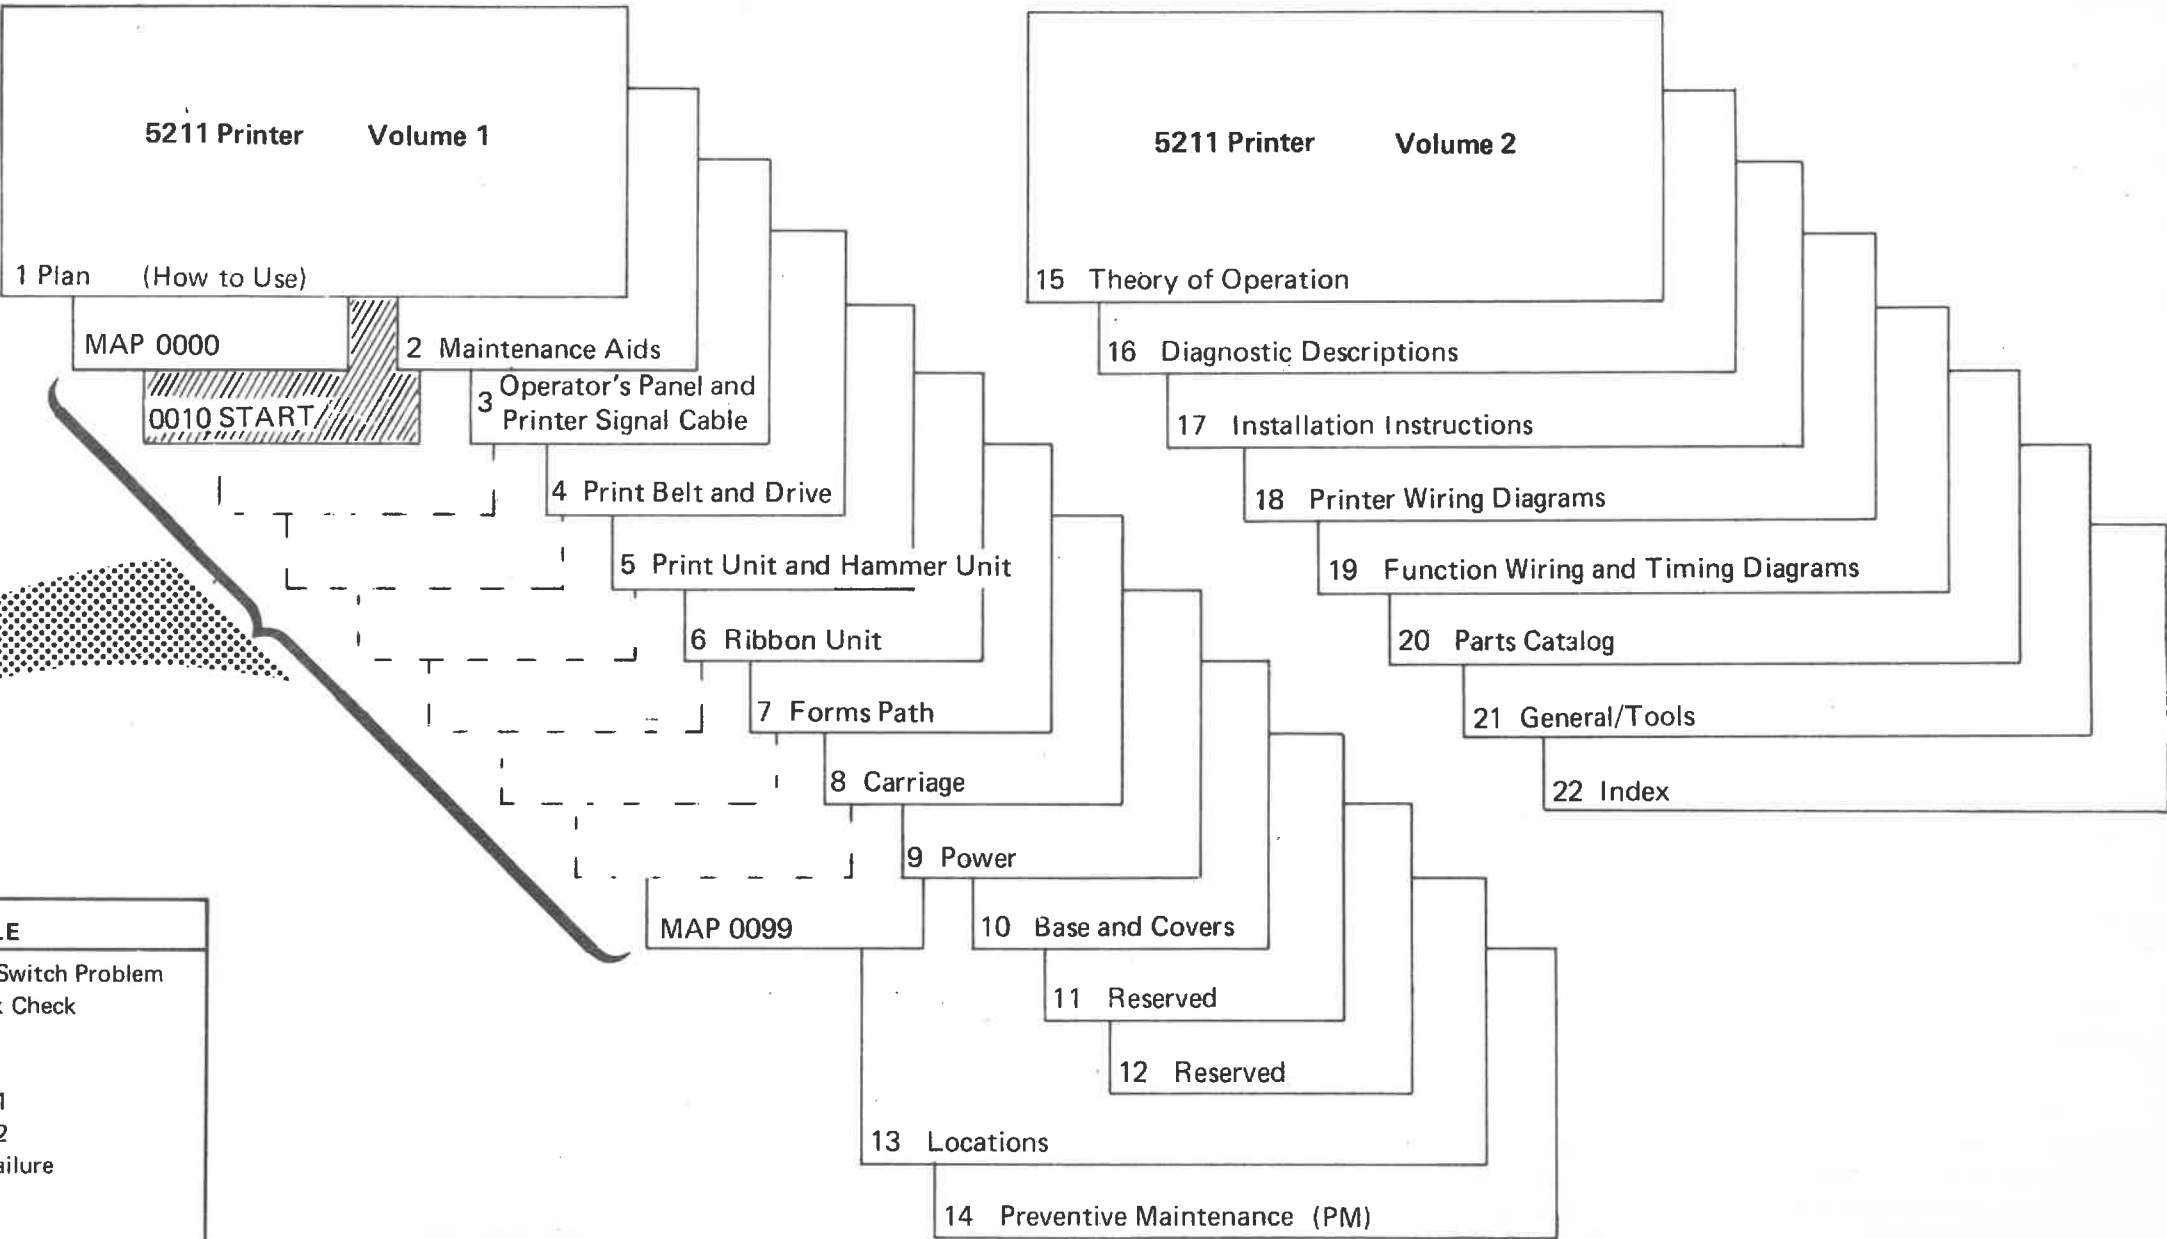 5211 Printer Volume 1
1 Plan (How to Use)
MAP 0000
0010 START
2 Maintenance Aids
3 Operator's Panel and
Printer Signal Cable
4 Print Belt and Drive
5 Print Unit and Hammer Unit
6 Ribbon Unit
7 Forms Path
8 Carriage
9 Power
MAP 0099
10 Base and Covers
11 Reserved
12 Reserved
13 Locations
14 Preventive Maintenance (PM)
5211 Printer Volume 2
15 Theory of Operation
16 Diagnostic Descriptions
17 Installation Instructions
18 Printer Wiring Diagrams
19 Function Wiring and Timing Diagrams
20 Parts Catalog
21 General/Tools
22 Index
Switch Problem
Check
2